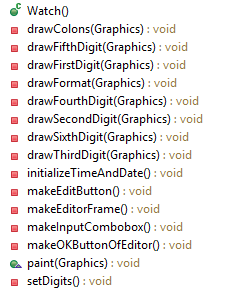 Watch()
drawColons(Graphics) : void
drawFifthDigit(Graphics) : void
drawFirstDigit(Graphics) : void
drawFormat(Graphics) : void
drawFourthDigit(Graphics) : void
drawSecondDigit(Graphics) : void
drawSixthDigit(Graphics) : void
drawThirdDigit(Graphics) : void
initializeTimeAndDate() : void
makeEditButton() : void
makeEditorFrame() : void
makeInputCombobox() : void
makeOKButtonOfEditor() : void
paint(Graphics) : void
setDigits() : void